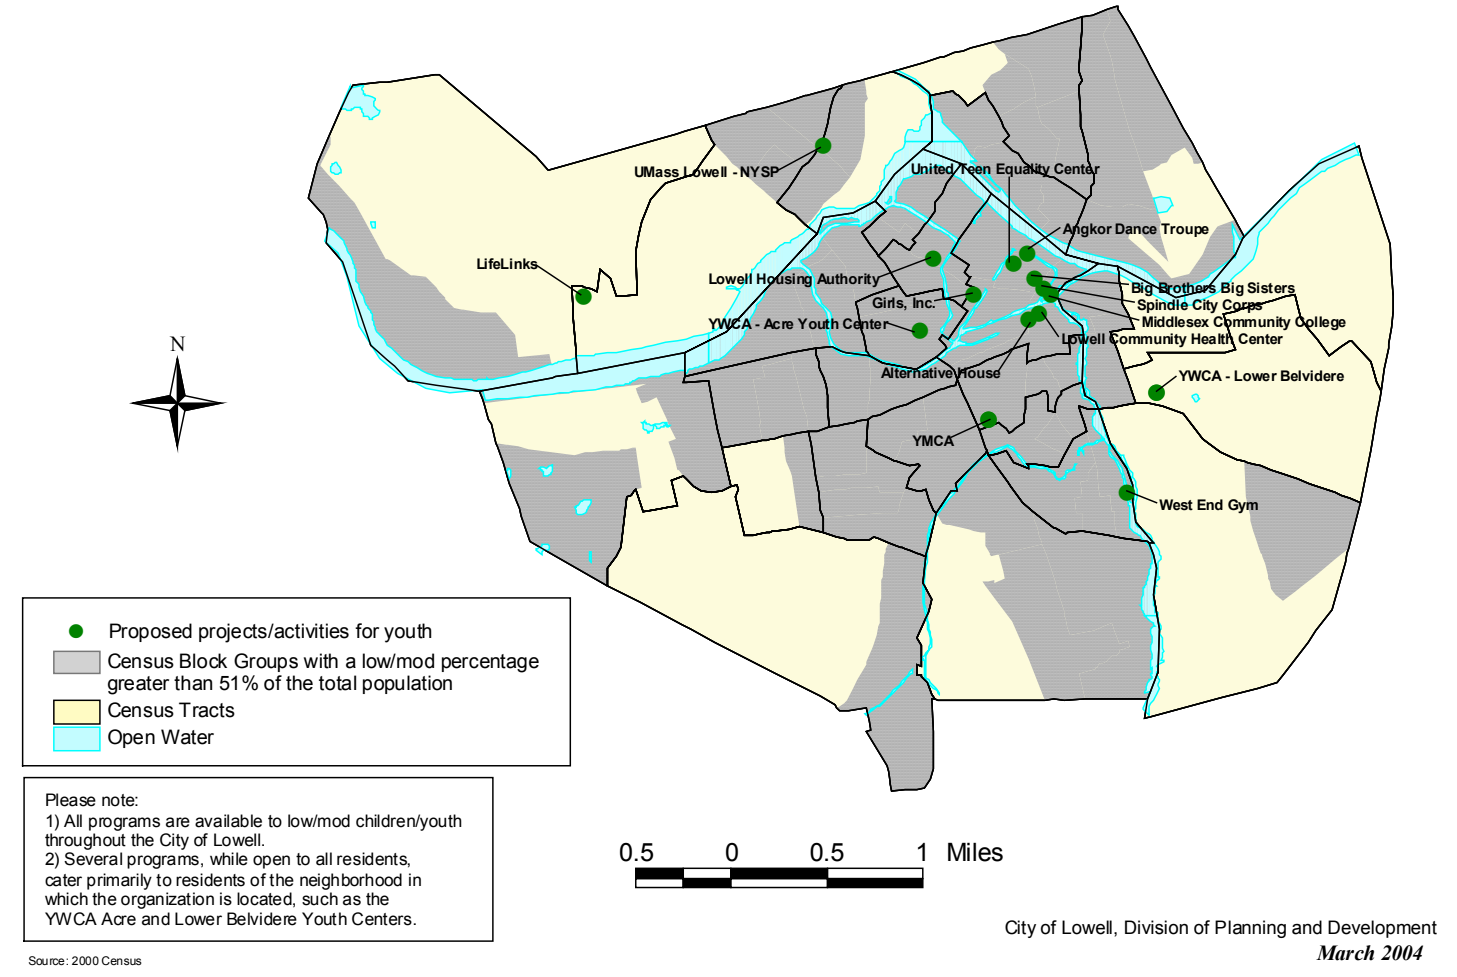 UMass Lowell - NYSP
United Teen Equality Center
Angkor Dance Troupe
LifeLinks
Lowell Housing Authority
Big Brothers Big Sisters
Girls, Inc.
Spindle City Corps
YWCA - Acre Youth Center
Middlesex Community College
Lowell Community Health Center
N
Alternative House
YWCA - Lower Belvidere
YMCA
West End Gym
Proposed projects/activities for youth
Census Block Groups with a low/mod percentage
greater than 51% of the total population
Census Tracts
Open Water
Please note:
1) All programs are available to low/mod children/youth
throughout the City of Lowell.
2) Several programs, while open to all residents,
cater primarily to residents of the neighborhood in
which the organization is located, such as the
YWCA Acre and Lower Belvidere Youth Centers.
0.5 0 0.5 1 Miles
City of Lowell, Division of Planning and Development
March 2004
Source: 2000 Census